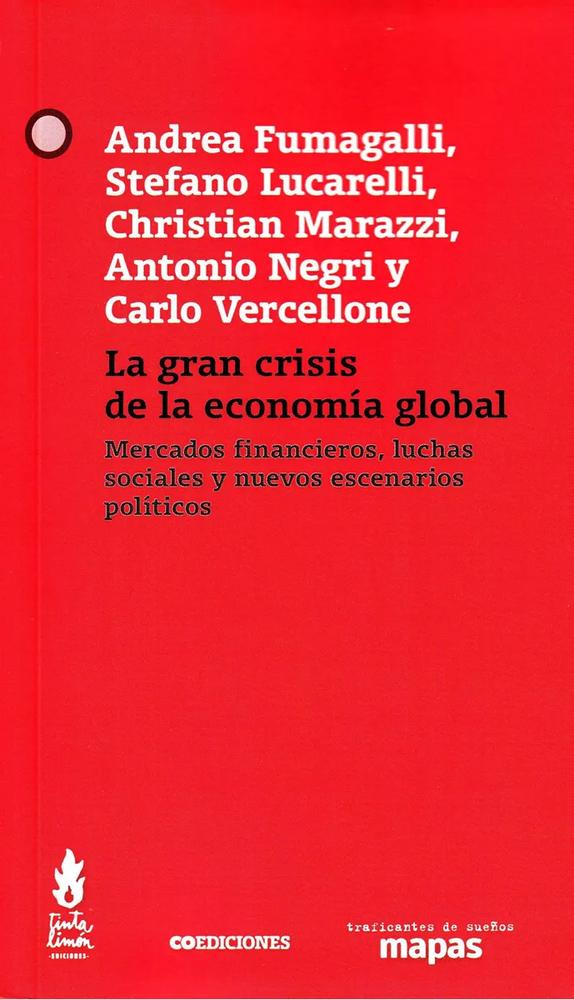 Andrea Fumagalli,
Stefano Lucarelli,
Christian Marazzi,
Antonio Negri y
Carlo Vercellone
La gran crisis
de la economía global
Mercados financieros, luchas
sociales y nuevos escenarios
políticos
tinta
limón
-EDICIONES-
COEDICIONES
traficantes de sueños
mapas